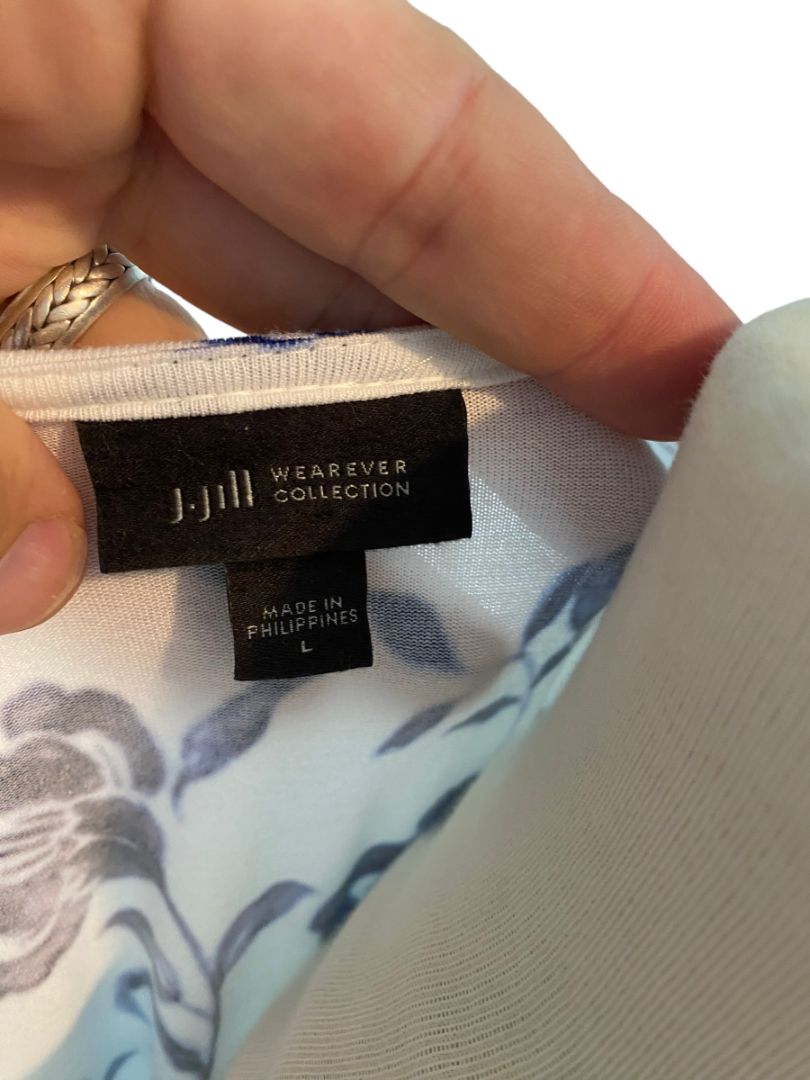 J.Jill WEAREVER
COLLECTION
MADE IN
PHILIPPINES
L